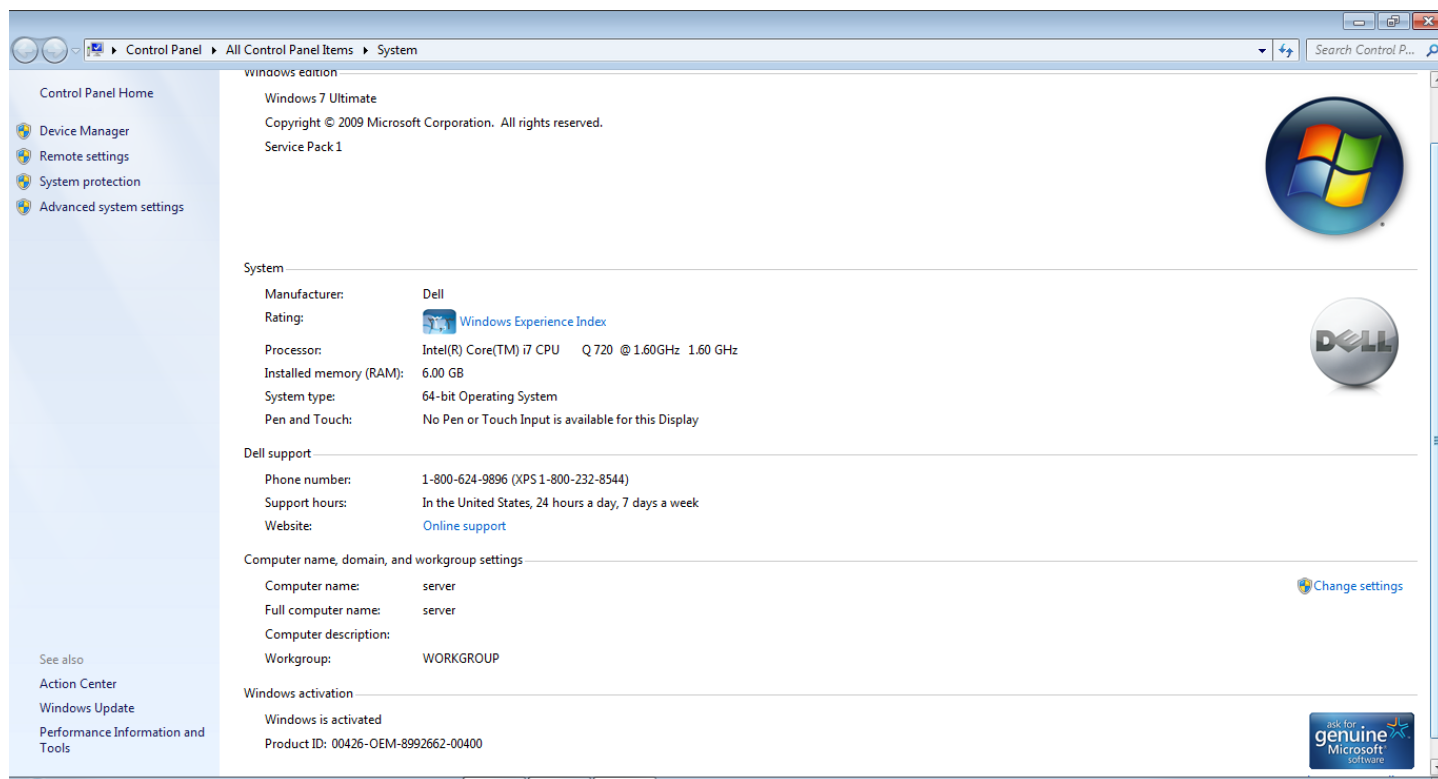 Control Panel
All Control Panel Items
System
Search Control P...
Control Panel Home
Device Manager
Remote settings
System protection
Advanced system settings
See also
Action Center
Windows Update
Performance Information and
Tools
Windows edition
Windows 7 Ultimate
Copyright © 2009 Microsoft Corporation. All rights reserved.
Service Pack 1
System
Manufacturer: Dell
Rating: Windows Experience Index
Processor: Intel(R) Core(TM) i7 CPU Q 720 @ 1.60GHz 1.60 GHz
Installed memory (RAM): 6.00 GB
System type: 64-bit Operating System
Pen and Touch: No Pen or Touch Input is available for this Display
DELL
Dell support
Phone number: 1-800-624-9896 (XPS 1-800-232-8544)
Support hours: In the United States, 24 hours a day, 7 days a week
Website: Online support
Computer name, domain, and workgroup settings
Computer name: server
Change settings
Full computer name: server
Computer description:
Workgroup: WORKGROUP
Windows activation
Windows is activated
Product ID: 00426-OEM-8992662-00400
ask for
genuine
Microsoft
software